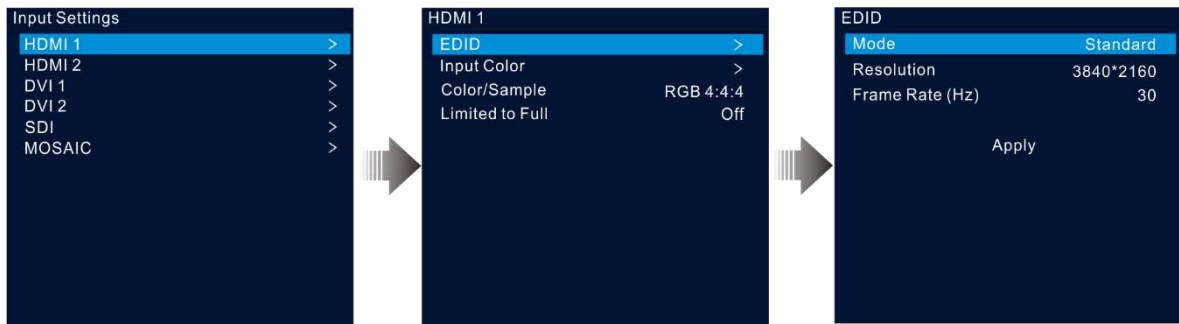 Input Settings
HDMI 1 >
HDMI 2 >
DVI 1 >
DVI 2 >
SDI >
MOSAIC >
HDMI 1
EDID >
Input Color >
Color/Sample RGB 4:4:4
Limited to Full Off
EDID
Mode Standard
Resolution 3840*2160
Frame Rate (Hz) 30
Apply